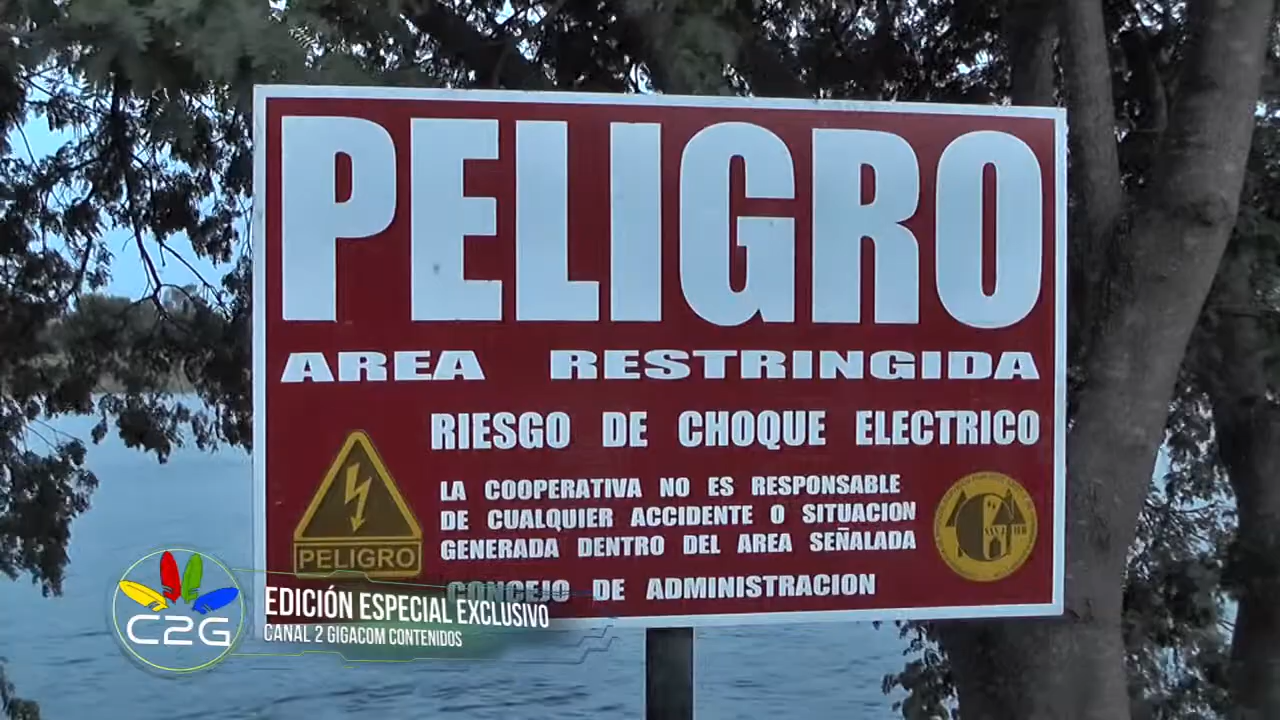 PELIGRO
AREA RESTRINGIDA
RIESGO DE CHOQUE ELECTRICO
LA COOPERATIVA NO ES RESPONSABLE
DE CUALQUIER ACCIDENTE O SITUACION
GENERADA DENTRO DEL AREA SEÑALADA
PELIGRO
CONCEJO DE ADMINISTRACION
C2G
EDICIÓN ESPECIAL EXCLUSIVO
CANAL 2 GIGACOM CONTENIDOS